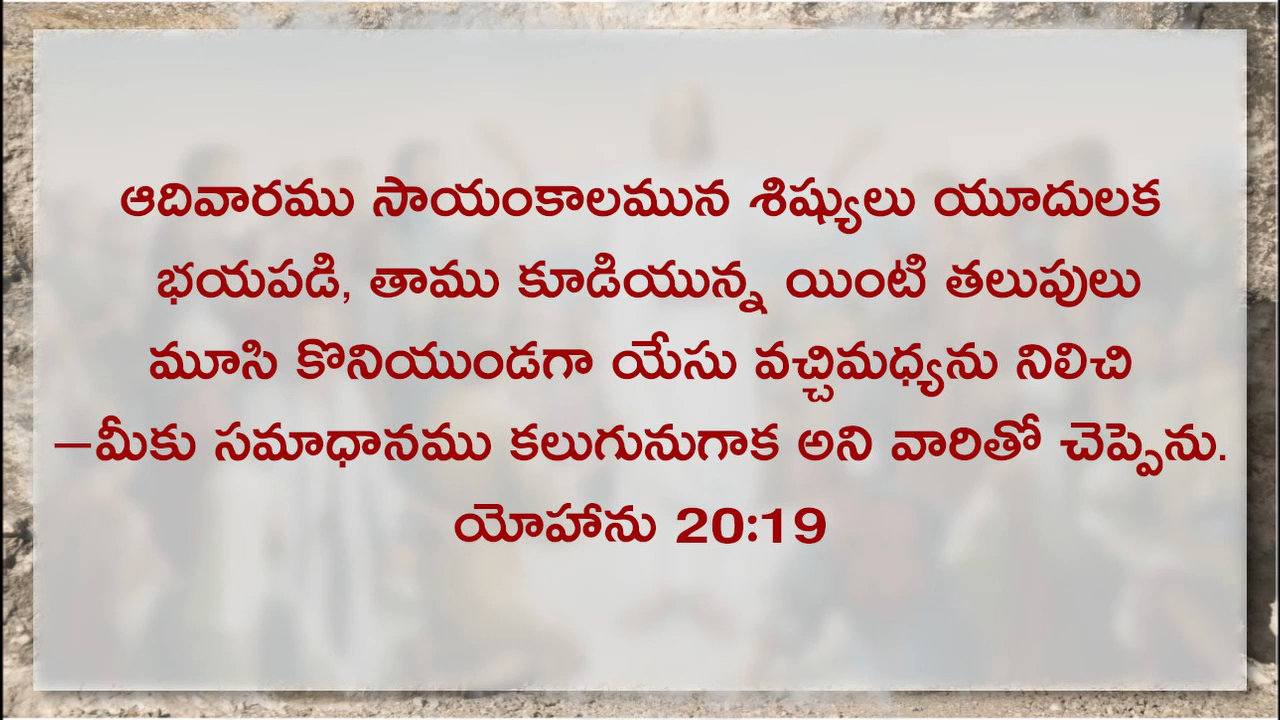 ఆదివారము సాయంకాలమున శిష్యులు యూదులక
భయపడి, తాము కూడియున్న యింటి తలుపులు
మూసి కొనియుండగా యేసు వచ్చిమధ్యను నిలిచి
—మీకు సమాధానము కలుగునుగాక అని వారితో చెప్పెను.
యోహాను 20:19